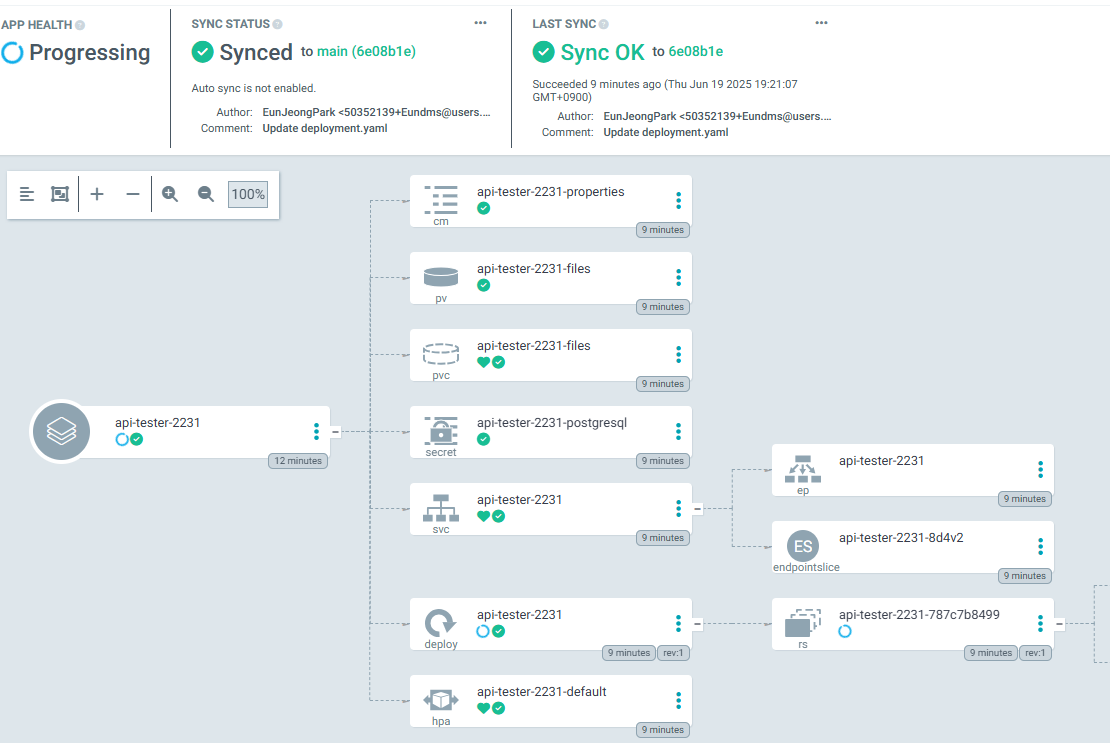 APP HEALTH
Progressing
SYNC STATUS
Synced to main (6e08b1e)
Auto sync is not enabled.
Author: EunJeongPark <50352139+Eundms@users....
Comment: Update deployment.yaml
LAST SYNC
Sync OK to 6e08b1e
Succeeded 9 minutes ago (Thu Jun 19 2025 19:21:07
GMT+0900)
Author: EunJeongPark <50352139+Eundms@users....
Comment: Update deployment.yaml
100%
api-tester-2231
12 minutes
api-tester-2231-properties
cm
9 minutes
api-tester-2231-files
pv
9 minutes
api-tester-2231-files
pvc
9 minutes
api-tester-2231-postgresql
secret
9 minutes
api-tester-2231
svc
9 minutes
api-tester-2231
ep
9 minutes
ES
api-tester-2231-8d4v2
endpointslice
9 minutes
api-tester-2231
deploy
9 minutes rev:1
api-tester-2231-787c7b8499
rs
9 minutes rev:1
api-tester-2231-default
hpa
9 minutes